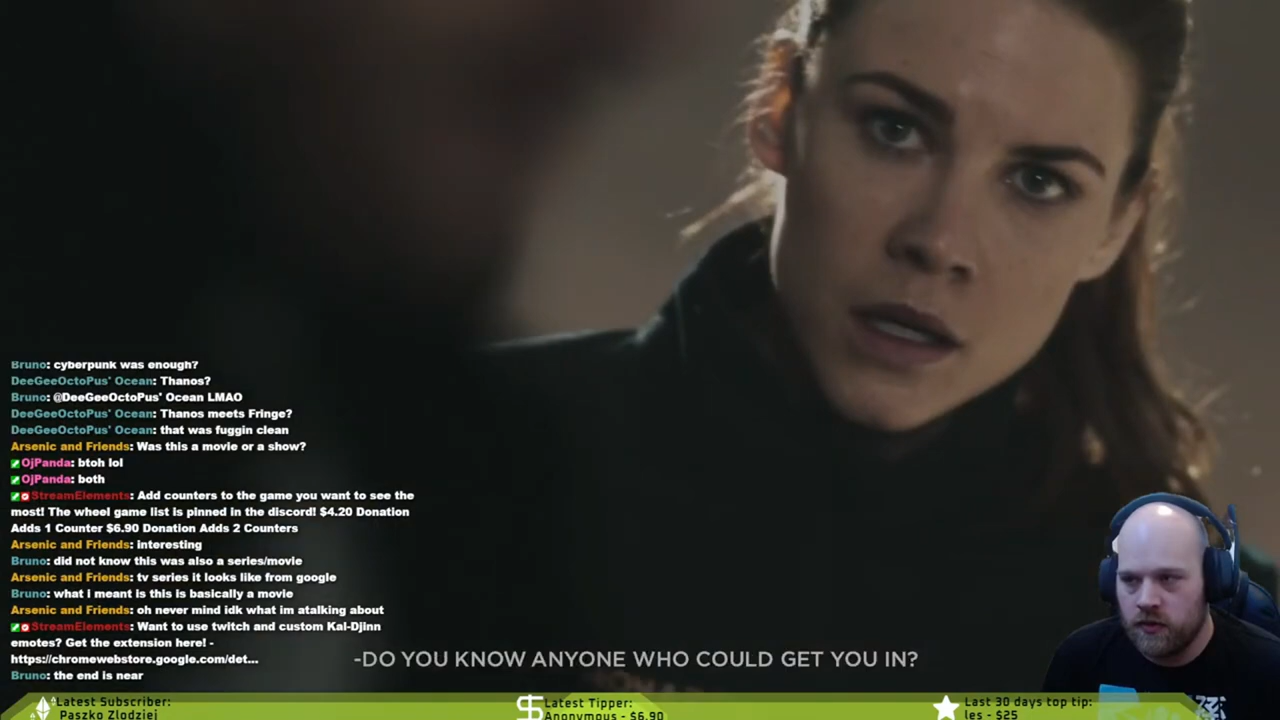 Bruno: cyberpunk was enough?
DeeGeeOctoPus' Ocean: Thanos?
Bruno: @DeeGeeOctoPus' Ocean LMAO
DeeGeeOctoPus' Ocean: Thanos meets Fringe?
DeeGeeOctoPus' Ocean: that was fuggin clean
Arsenic and Friends: Was this a movie or a show?
OjPanda: btoh lol
OjPanda: both
StreamElements: Add counters to the game you want to see the
most! The wheel game list is pinned in the discord! $4.20 Donation
Adds 1 Counter $6.90 Donation Adds 2 Counters
Arsenic and Friends: interesting
Bruno: did not know this was also a series/movie
Arsenic and Friends: tv series it looks like from google
Bruno: what i meant is this is basically a movie
Arsenic and Friends: oh never mind idk what im atalking about
StreamElements: Want to use twitch and custom Kal-Djinn
emotes? Get the extension here! -
https://chromewebstore.google.com/det...
Bruno: the end is near
-DO YOU KNOW ANYONE WHO COULD GET YOU IN?
Latest Subscriber:
Paszko Zlodziej
Latest Tipper:
Anonymous - $6.90
Last 30 days top tip:
les - $25